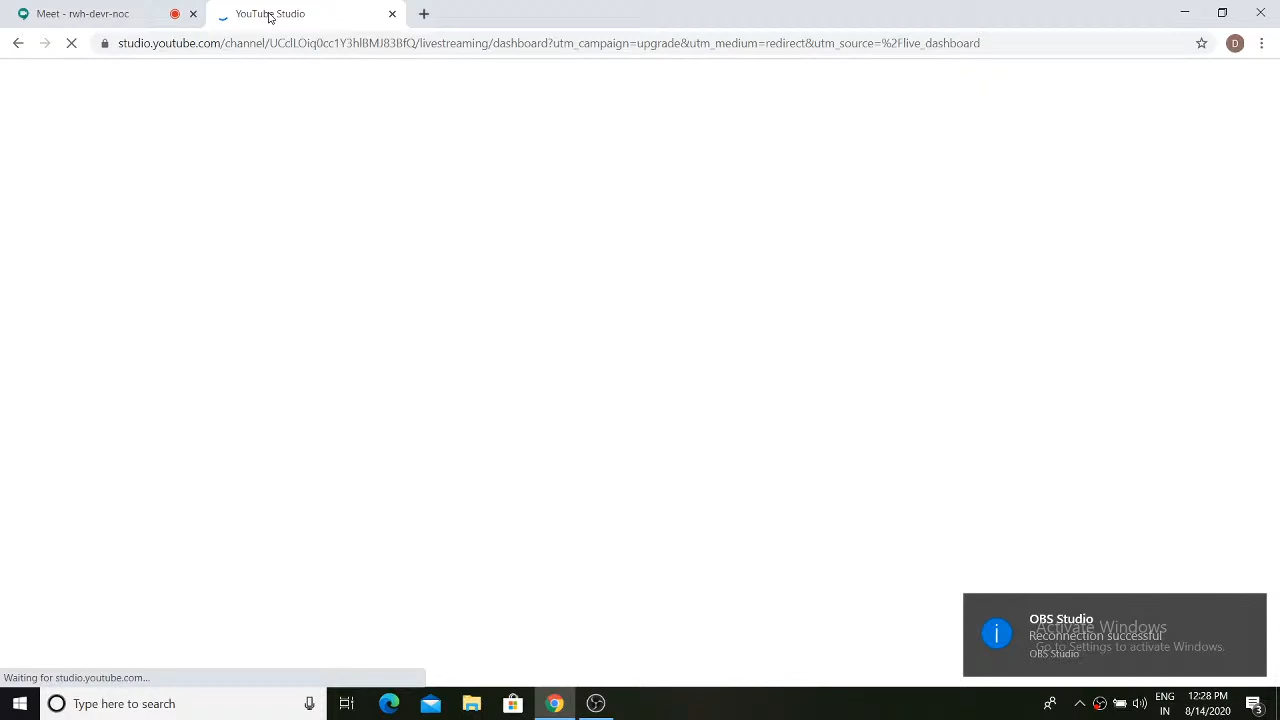 Meet - rwh-devr-noc
YouTube Studio
studio.youtube.com/channel/UCclLOiq0cc1Y3hlBMJ83BfQ/livestreaming/dashboard?utm_campaign=upgrade&utm_medium=redirect&utm_source=%2Flive_dashboard
D
OBS Studio
Activate Windows
Reconnection successful
Go to Settings to activate Windows.
OBS Studio
Waiting for studio.youtube.com...
Type here to search
ENG
IN
12:28 PM
8/14/2020
3